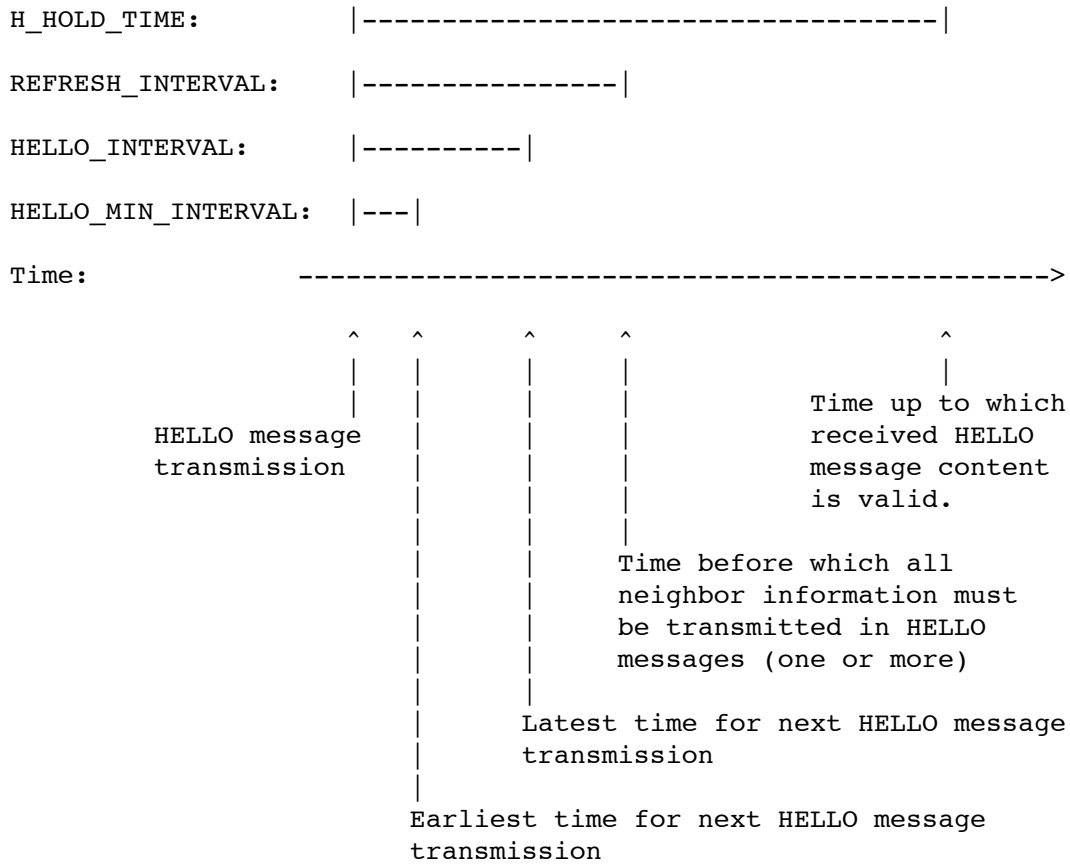 H_HOLD_TIME:         |------------------------------------|
REFRESH_INTERVAL:    |----------------|
HELLO_INTERVAL:      |----------|
HELLO_MIN_INTERVAL:  |---|
Time:             ----------------------------------------------->
^   ^      ^     ^                   ^
|   |      |     |                   |
|   |      |     |           Time up to which
HELLO message   |      |     |           received HELLO
transmission    |      |     |           message content
|      |     |           is valid.
|      |     |
|      |     Time before which all
|      |     neighbor information must
|      |     be transmitted in HELLO
|      |     messages (one or more)
|      |
|      Latest time for next HELLO message
|      transmission
|
Earliest time for next HELLO message
transmission